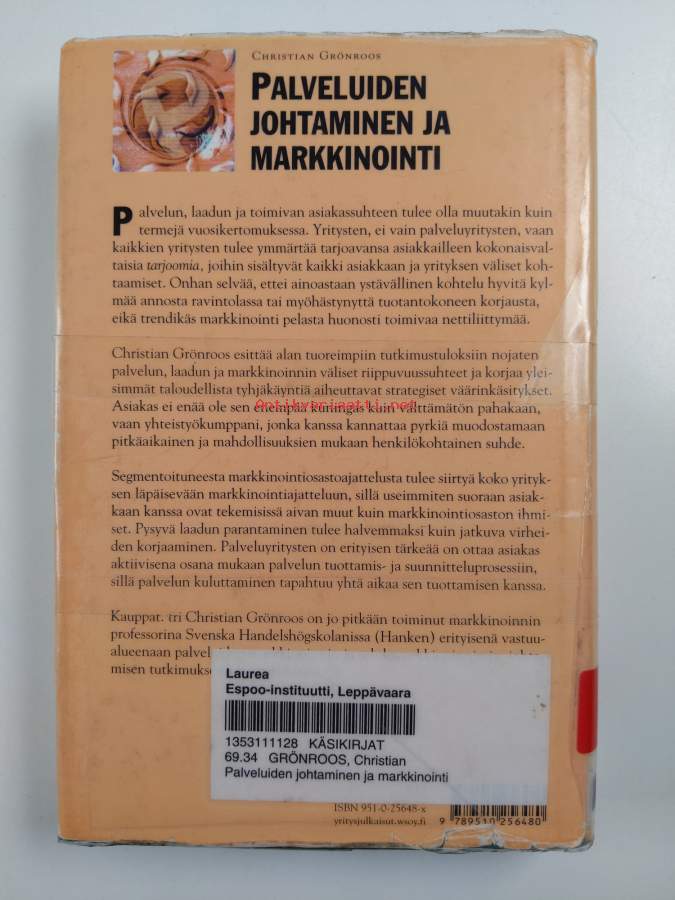 CHRISTIAN GRÖNROOS
PALVELUIDEN
JOHTAMINEN JA
MARKKINOINTI
Palvelun, laadun ja toimivan asiakassuhteen tulee olla muutakin kuin
termejä vuosikertomuksessa. Yritysten, ei vain palveluyritysten, vaan
kaikkien yritysten tulee ymmärtää tarjoavansa asiakkailleen kokonaisval-
taisia tarjoomia, joihin sisältyvät kaikki asiakkaan ja yrityksen väliset koh-
taamiset. Onhan selvää, ettei ainoastaan ystävällinen kohtelu hyvitä kyl-
mää annosta ravintolassa tai myöhästynyttä tuotantokoneen korjausta,
eikä trendikäs markkinointi pelasta huonosti toimivaa nettiliittymää.
Christian Grönroos esittää alan tuoreimpiin tutkimustuloksiin nojaten
palvelun, laadun ja markkinoinnin väliset riippuvuussuhteet ja korjaa ylei-
simmät taloudellista tyhjäkäyntiä aiheuttavat strategiset väärinkäsitykset.
Asiakas ei enää ole sen enempää kuningas kuin välttämätön pahakaan,
Antikvariaatti.net
vaan yhteistyökumppani, jonka kanssa kannattaa pyrkiä muodostamaan
pitkäaikainen ja mahdollisuuksien mukaan henkilökohtainen suhde.
Segmentoituneesta markkinointiosastoajattelusta tulee siirtyä koko yrityk-
sen läpäisevään markkinointiajatteluun, sillä useimmiten suoraan asiak-
kaan kanssa ovat tekemisissä aivan muut kuin markkinointiosaston ihmi-
set. Pysyvä laadun parantaminen tulee halvemmaksi kuin jatkuva virhei-
den korjaaminen. Palveluyritysten on erityisen tärkeää on ottaa asiakas
aktiivisena osana mukaan palvelun tuottamis- ja suunnitteluprosessiin,
sillä palvelun kuluttaminen tapahtuu yhtä aikaa sen tuottamisen kanssa.
Kauppat. tri Christian Grönroos on jo pitkään toiminut markkinoinnin
professorina Svenska Handelshögskolanissa (Hanken) erityisenä vastuu-
alueenaan
misen
Laurea
Espoo-instituutti, Leppävaara
1353111128 KÄSIKIRJAT
69.34 GRÖNROOS, Christian
Palveluiden johtaminen ja markkinointi
ISBN 951-0-25648-x
yritysjulkaisut.wsoy.fi
9 789510 256480